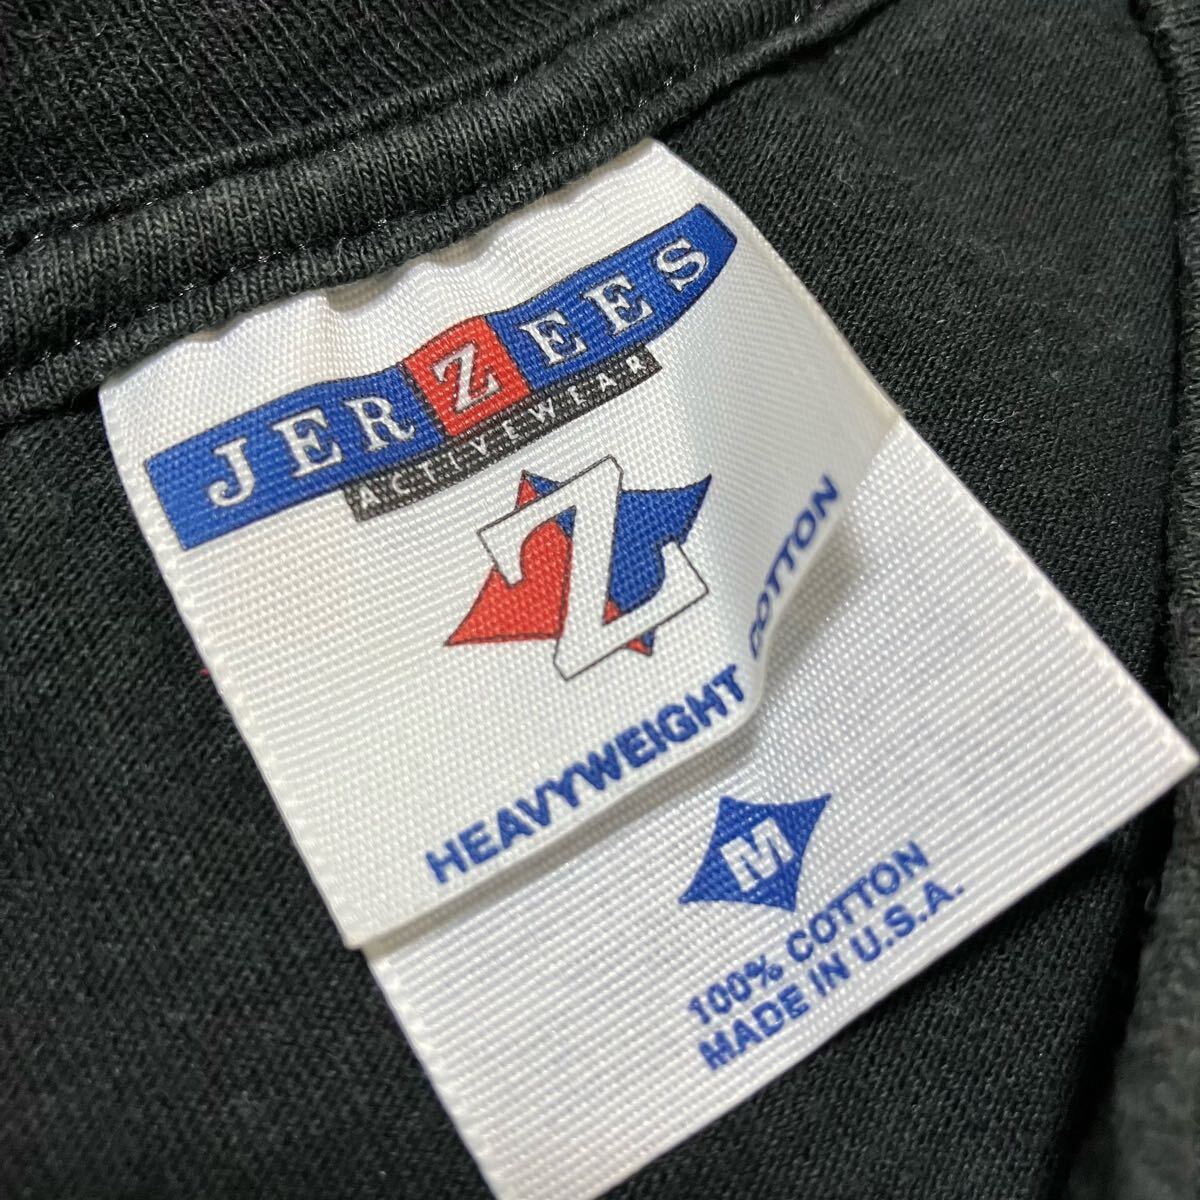 JERZEES
ACTIVEWEAR
Z
HEAVYWEIGHT COTTON
M
100% COTTON
MADE IN U.S.A.